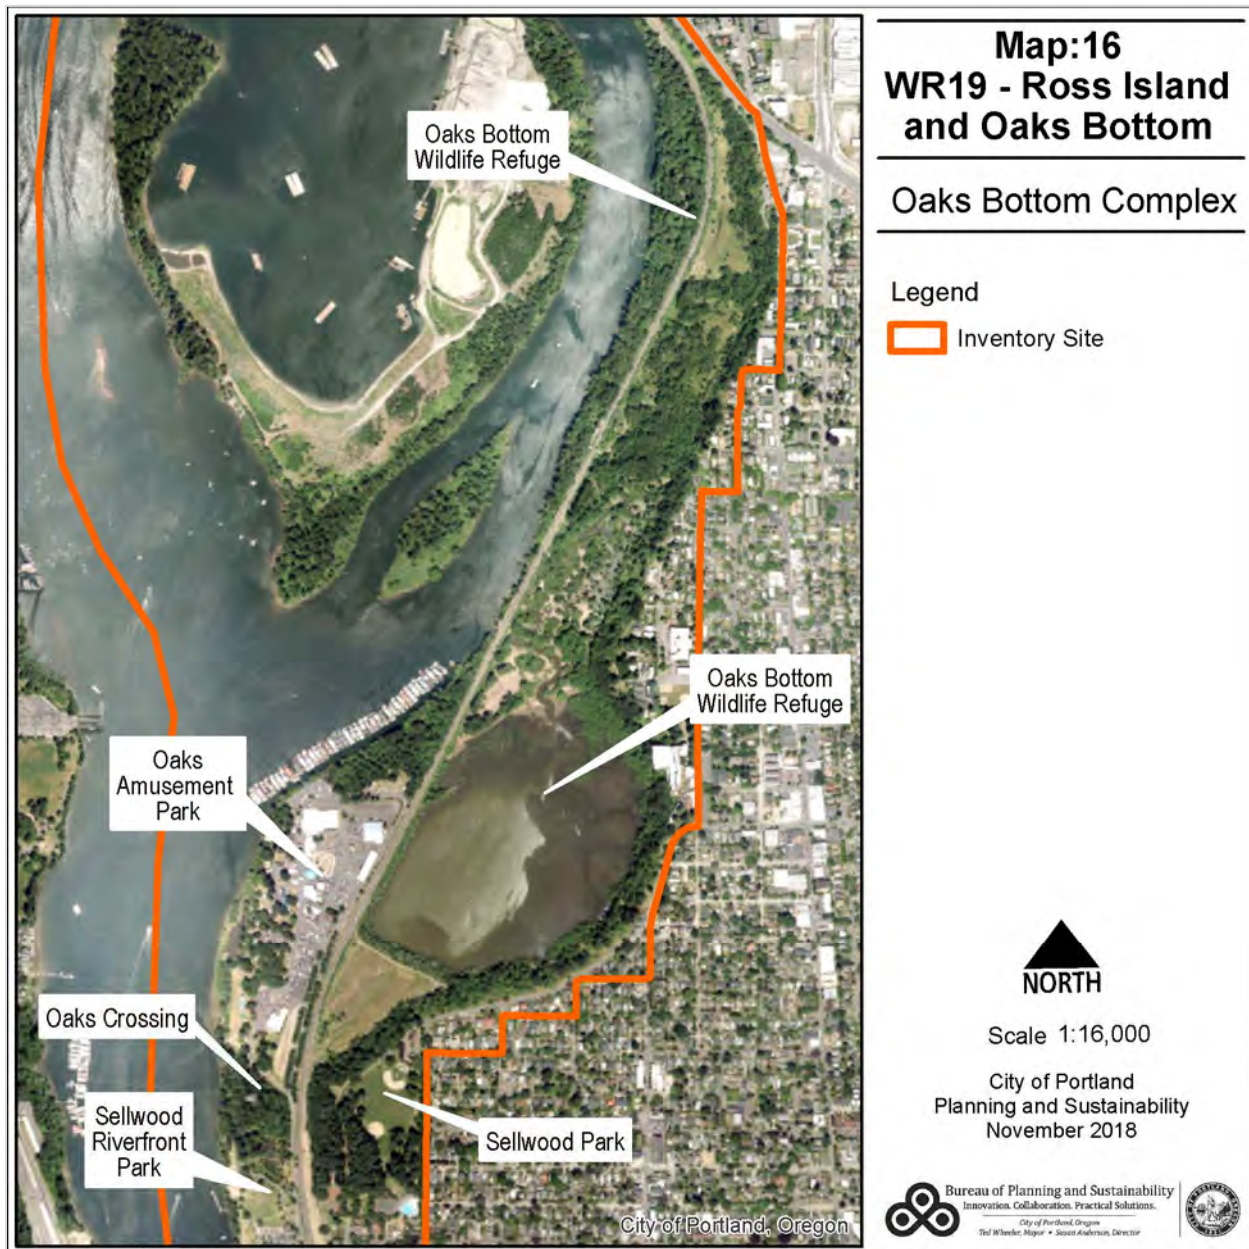 Map:16
WR19 - Ross Island
and Oaks Bottom
Oaks Bottom Complex
Legend
Inventory Site
Oaks Bottom
Wildlife Refuge
Oaks Bottom
Wildlife Refuge
Oaks
Amusement
Park
Oaks Crossing
Sellwood
Riverfront
Park
Sellwood Park
City of Portland, Oregon
NORTH
Scale 1:16,000
City of Portland
Planning and Sustainability
November 2018
Bureau of Planning and Sustainability
Innovation. Collaboration. Practical Solutions.
City of Portland, Oregon
Ted Wheeler, Mayor • Susan Anderson, Director